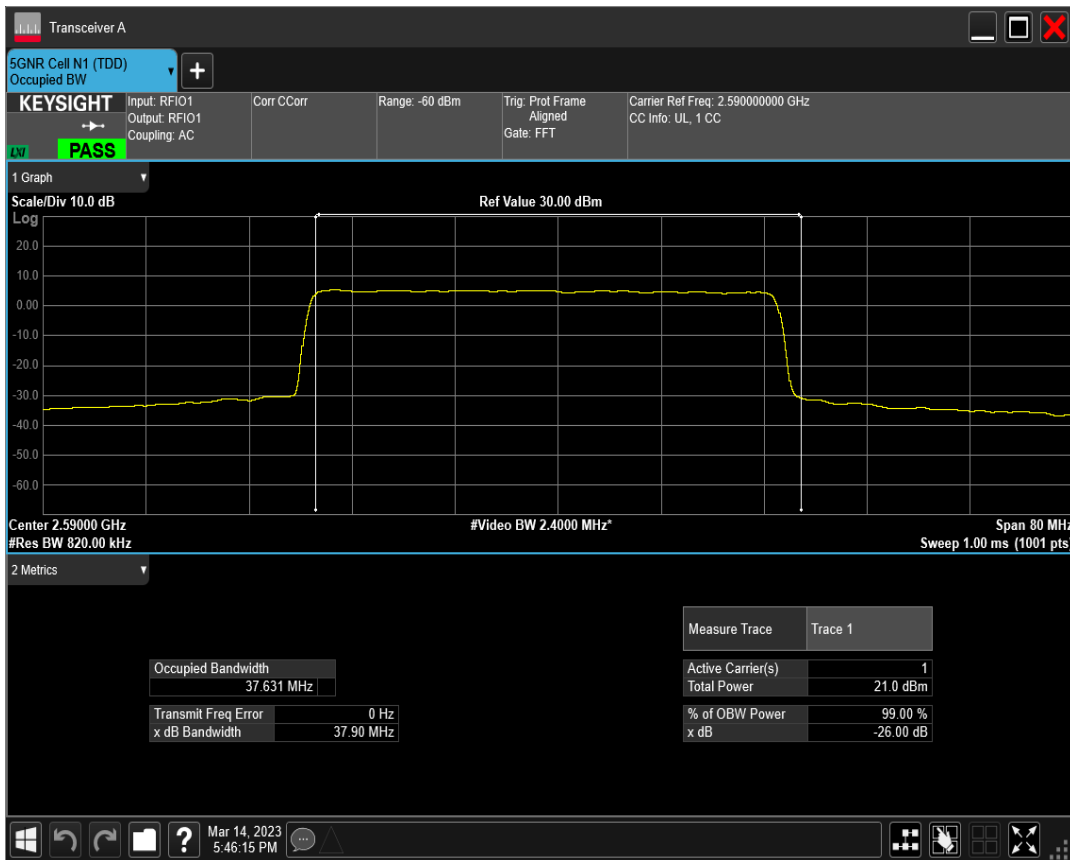 Transceiver A
5GNR Cell N1 (TDD)
Occupied BW
KEYSIGHT
LXI
PASS
Input: RFIO1
Output: RFIO1
Coupling: AC
Corr CCorr
Range: -60 dBm
Trig: Prot Frame
Aligned
Gate: FFT
Carrier Ref Freq: 2.590000000 GHz
CC Info: UL, 1 CC
1 Graph
Scale/Div 10.0 dB
Ref Value 30.00 dBm
Log
20.0
10.0
0.00
-10.0
-20.0
-30.0
-40.0
-50.0
-60.0
Center 2.59000 GHz
#Video BW 2.4000 MHz*
Span 80 MHz
#Res BW 820.00 kHz
Sweep 1.00 ms (1001 pts)
2 Metrics
Measure Trace Trace 1
Occupied Bandwidth
37.631 MHz
Active Carrier(s) 1
Total Power 21.0 dBm
Transmit Freq Error 0 Hz
x dB Bandwidth 37.90 MHz
% of OBW Power 99.00 %
x dB -26.00 dB
?
Mar 14, 2023
5:46:15 PM